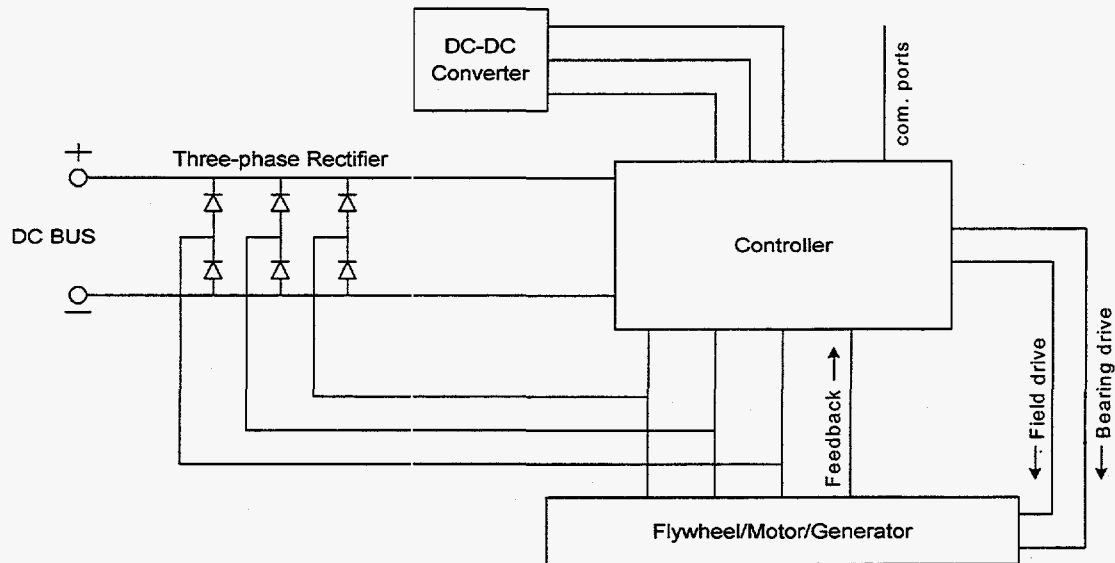 DC-DC
Converter
com. ports
+
Three-phase Rectifier
DC BUS
Controller
−
Feedback →
← Field drive
← Bearing drive
Flywheel/Motor/Generator